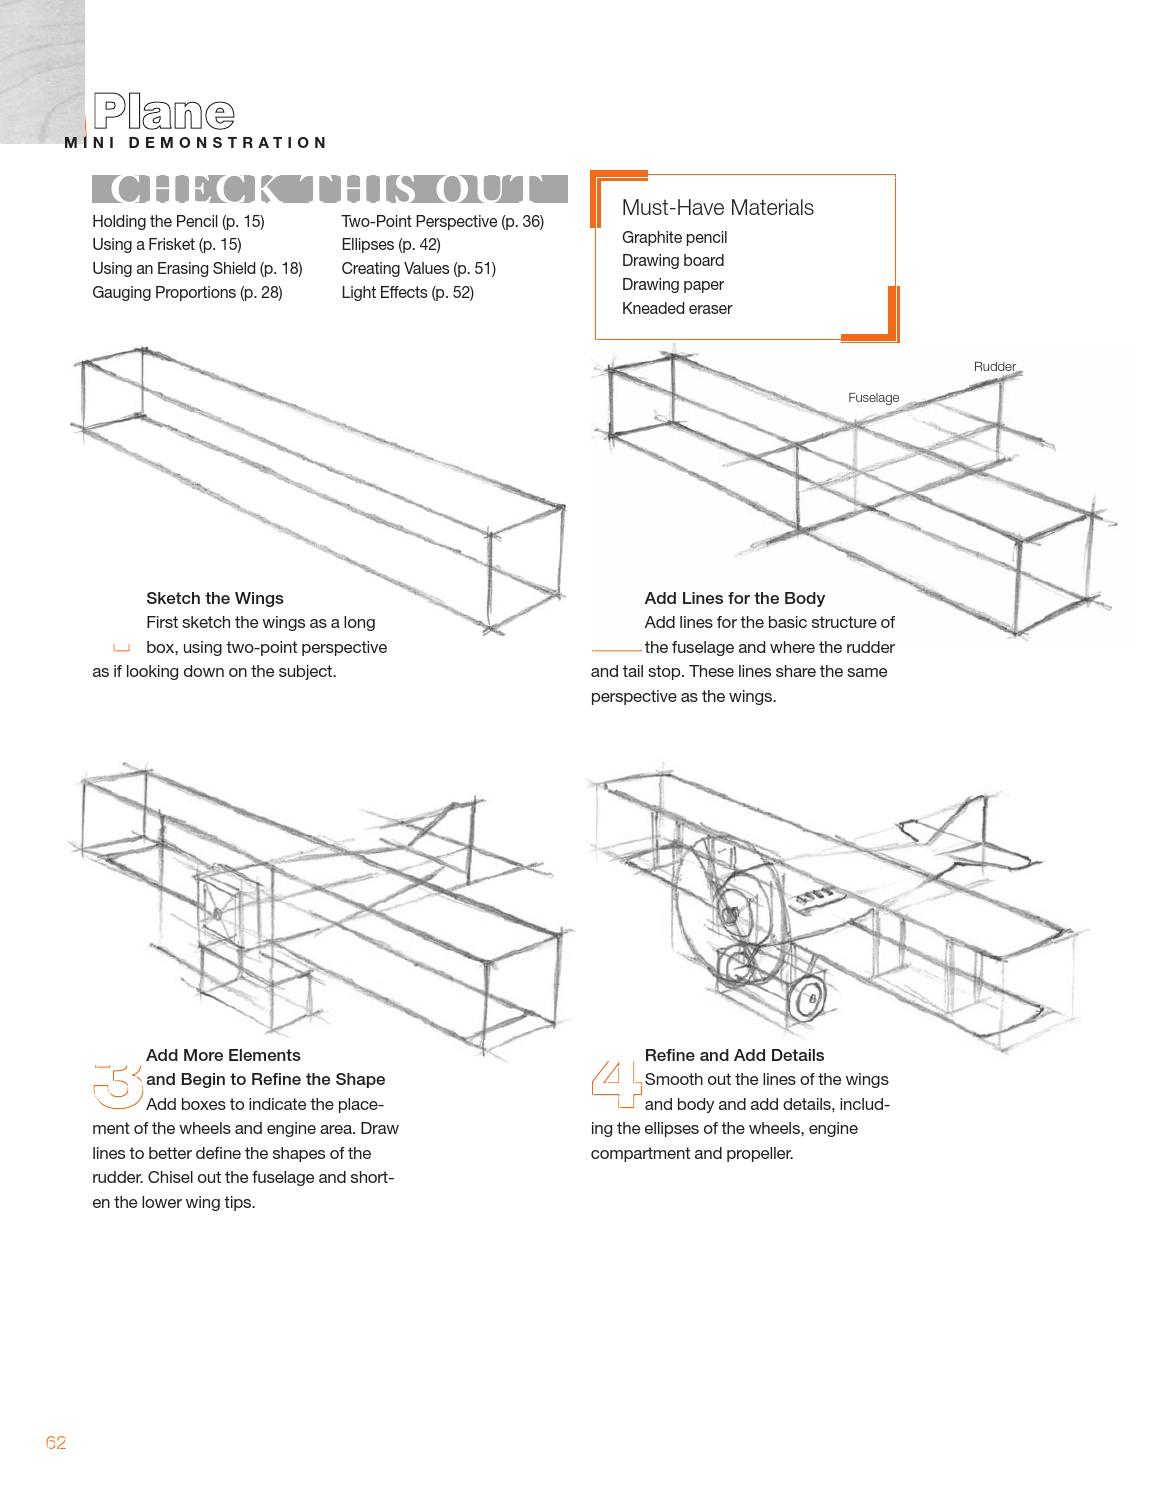 Plane
MINI DEMONSTRATION
CHECK THIS OUT
Holding the Pencil (p. 15)
Using a Frisket (p. 15)
Using an Erasing Shield (p. 18)
Gauging Proportions (p. 28)
Two-Point Perspective (p. 36)
Ellipses (p. 42)
Creating Values (p. 51)
Light Effects (p. 52)
Must-Have Materials
Graphite pencil
Drawing board
Drawing paper
Kneaded eraser
Rudder
Fuselage
Sketch the Wings
First sketch the wings as a long
box, using two-point perspective
as if looking down on the subject.
Add Lines for the Body
Add lines for the basic structure of
the fuselage and where the rudder
and tail stop. These lines share the same
perspective as the wings.
3
Add More Elements
and Begin to Refine the Shape
Add boxes to indicate the place-
ment of the wheels and engine area. Draw
lines to better define the shapes of the
rudder. Chisel out the fuselage and short-
en the lower wing tips.
4
Refine and Add Details
Smooth out the lines of the wings
and body and add details, includ-
ing the ellipses of the wheels, engine
compartment and propeller.
62